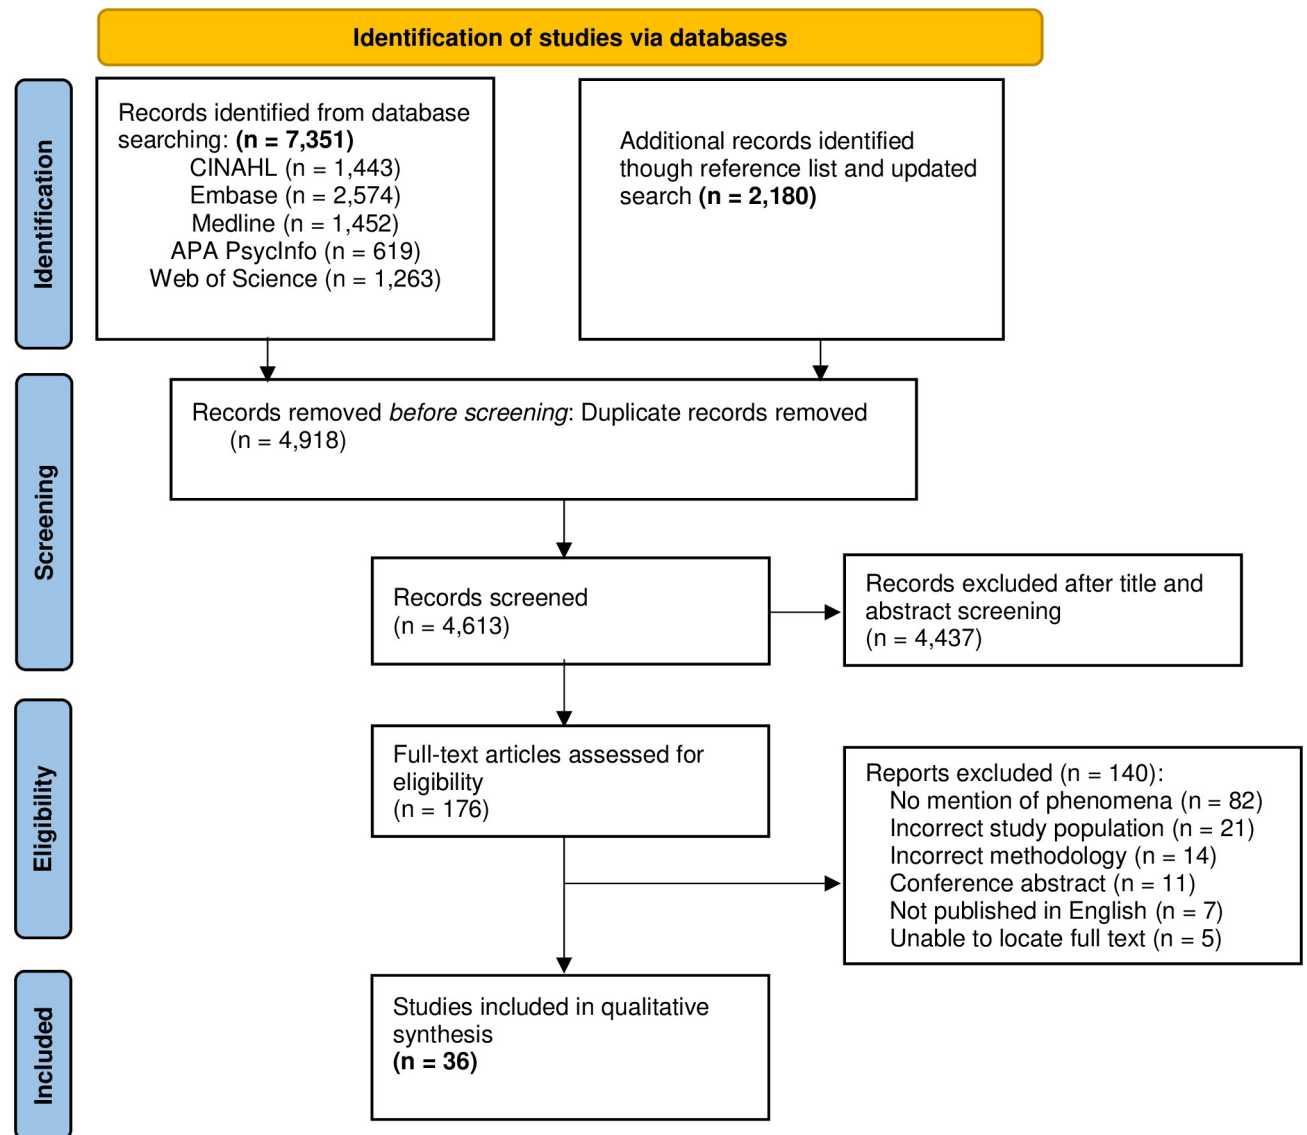 Identification of studies via databases
Identification
Records identified from database
searching: (n = 7,351)
CINAHL (n = 1,443)
Embase (n = 2,574)
Medline (n = 1,452)
APA PsycInfo (n = 619)
Web of Science (n = 1,263)
Additional records identified
though reference list and updated
search (n = 2,180)
Screening
Records removed before screening: Duplicate records removed
(n = 4,918)
Records screened
(n = 4,613)
Records excluded after title and
abstract screening
(n = 4,437)
Eligibility
Full-text articles assessed for
eligibility
(n = 176)
Reports excluded (n = 140):
No mention of phenomena (n = 82)
Incorrect study population (n = 21)
Incorrect methodology (n = 14)
Conference abstract (n = 11)
Not published in English (n = 7)
Unable to locate full text (n = 5)
Included
Studies included in qualitative
synthesis
(n = 36)